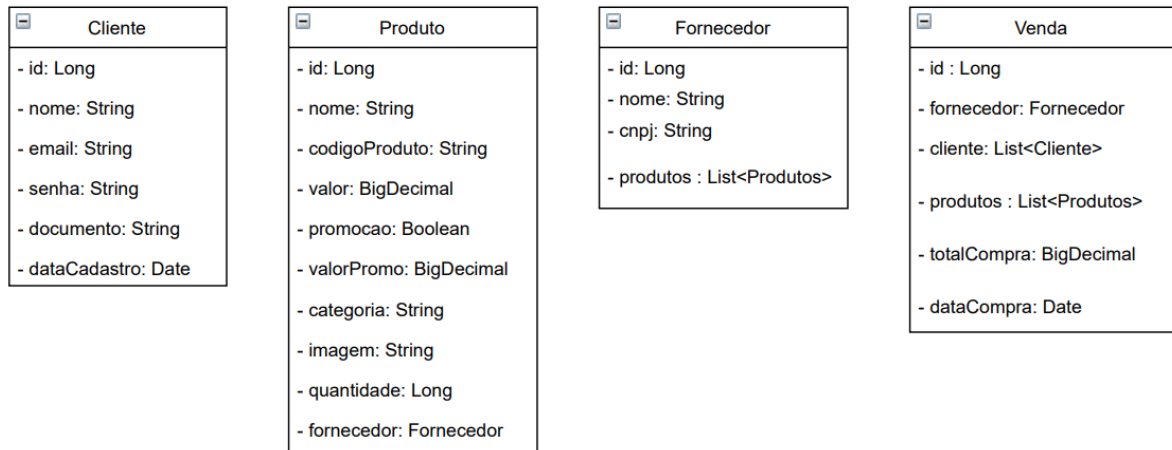 Cliente
- id: Long
- nome: String
- email: String
- senha: String
- documento: String
- dataCadastro: Date
Produto
- id: Long
- nome: String
- codigoProduto: String
- valor: BigDecimal
- promocao: Boolean
- valorPromo: BigDecimal
- categoria: String
- imagem: String
- quantidade: Long
- fornecedor: Fornecedor
Fornecedor
- id: Long
- nome: String
- cnpj: String
- produtos : List<Produtos>
Venda
- id : Long
- fornecedor: Fornecedor
- cliente: List<Cliente>
- produtos : List<Produtos>
- totalCompra: BigDecimal
- dataCompra: Date